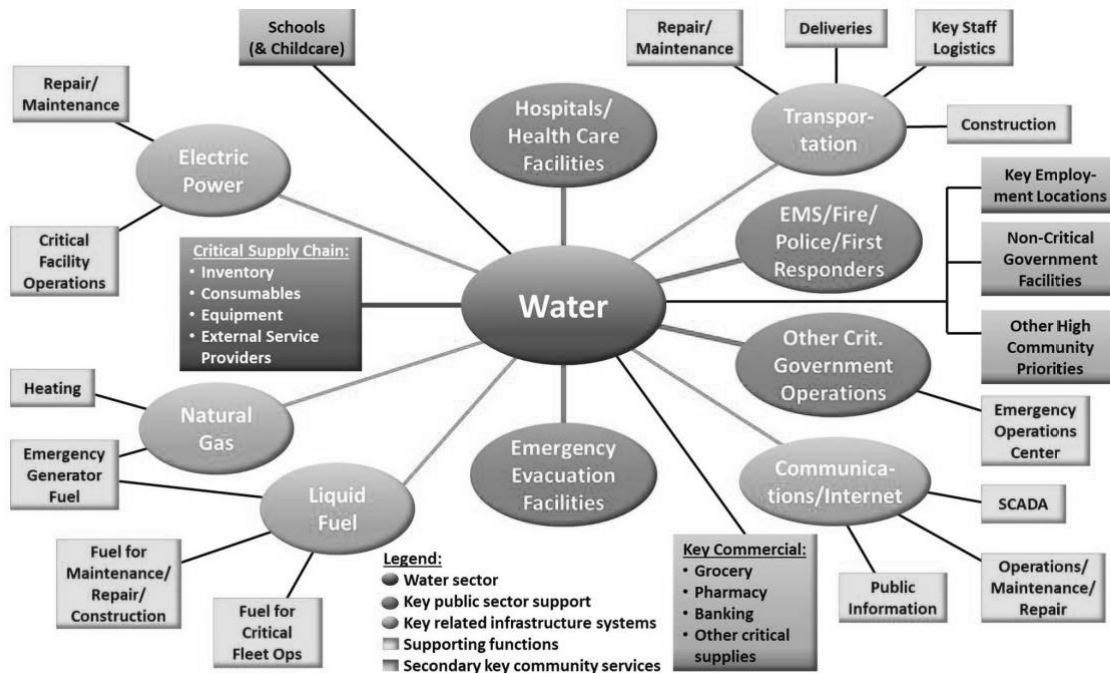 Schools
(& Childcare)
Repair/
Maintenance
Deliveries
Key Staff
Logistics
Repair/
Maintenance
Hospitals/
Health Care
Facilities
Transpor-
tation
Construction
Electric
Power
Key Employ-
ment Locations
EMS/Fire/
Police/First
Responders
Critical
Facility
Operations
Critical Supply Chain:
• Inventory
• Consumables
• Equipment
• External Service
Providers
Water
Non-Critical
Government
Facilities
Other High
Community
Priorities
Other Crit.
Government
Operations
Heating
Natural
Gas
Emergency
Operations
Center
Emergency
Generator
Fuel
Emergency
Evacuation
Facilities
Communica-
tions/Internet
Liquid
Fuel
SCADA
Fuel for
Maintenance/
Repair/
Construction
Fuel for
Critical
Fleet Ops
Legend:
Water sector
Key public sector support
Key related infrastructure systems
Supporting functions
Secondary key community services
Key Commercial:
• Grocery
• Pharmacy
• Banking
• Other critical
supplies
Public
Information
Operations/
Maintenance/
Repair